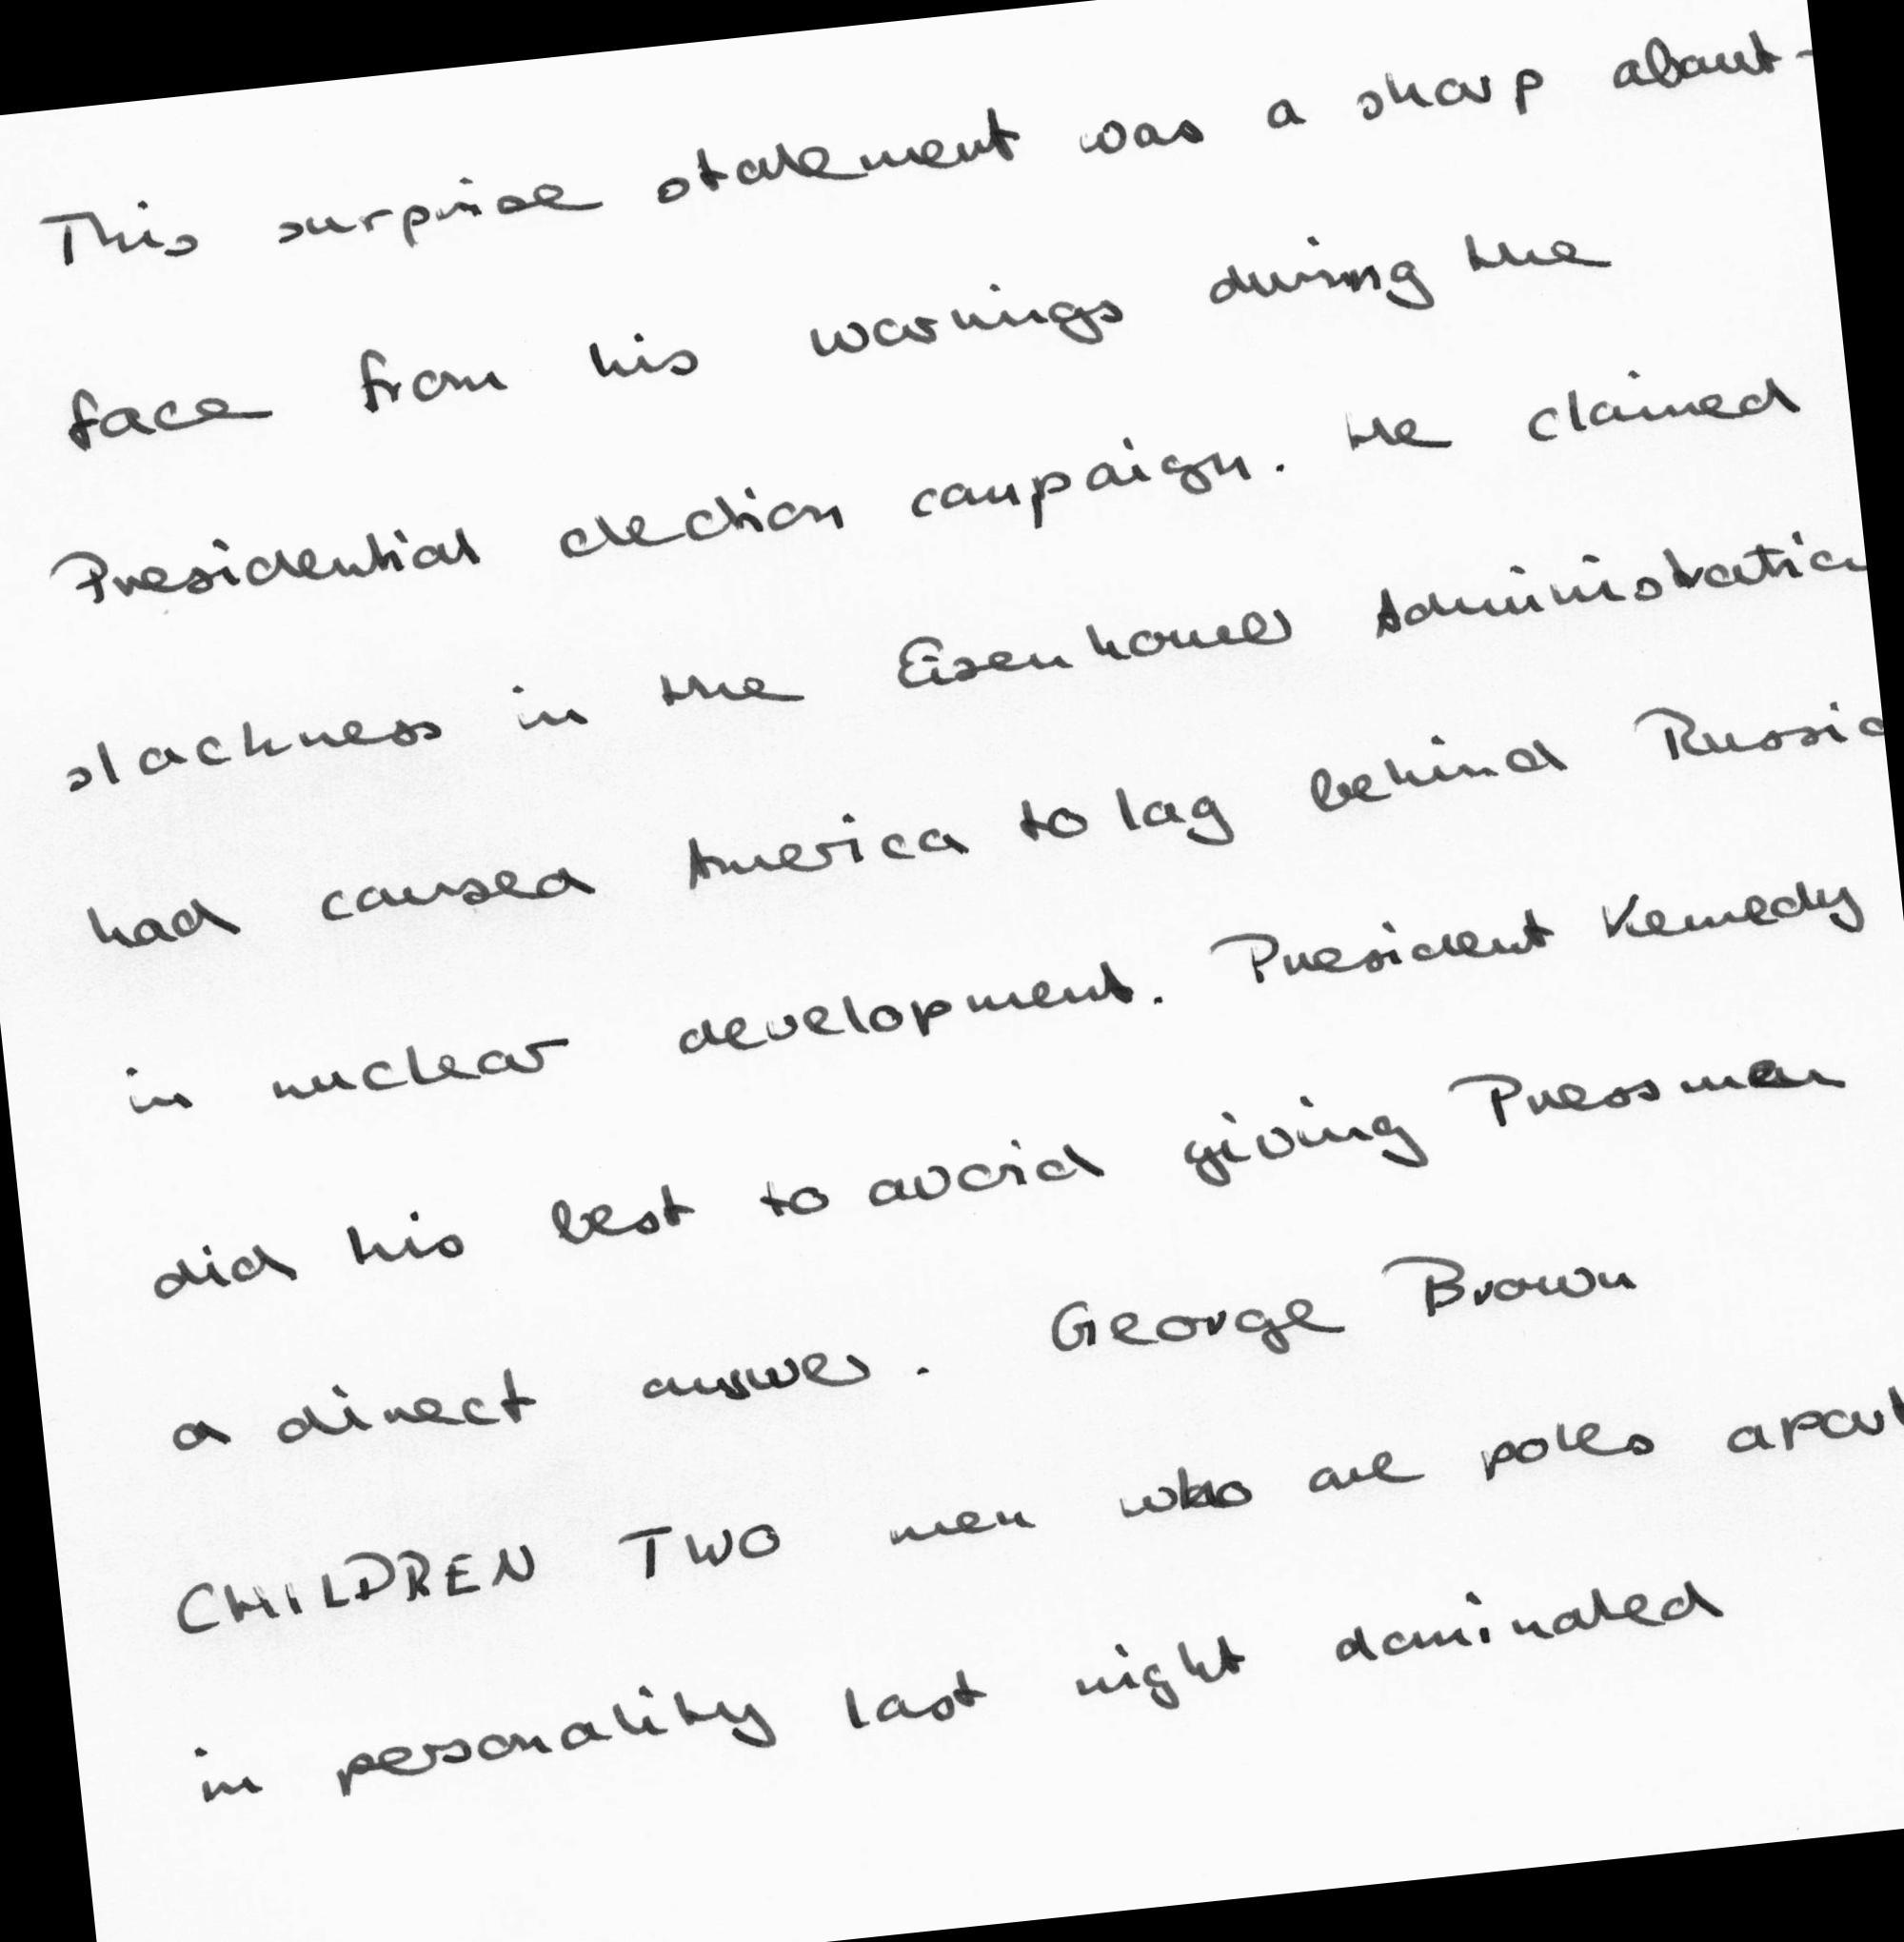 This surprise statement was a sharp about-
face from his warnings during the
Presidential election campaign. He claimed
slackness in the Eisenhower Administratio
had caused America to lag behind Russia
in nuclear development. President Kennedy
did his best to avoid giving Pressmen
a direct answer. George Brown
CHILDREN TWO men who are poles apart
in personality last night dominated